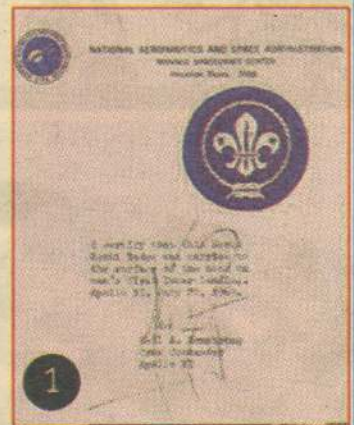 NATIONAL AERONAUTICS AND SPACE ADMINISTRATION
MANNED SPACECRAFT CENTER
HOUSTON, TEXAS
I certify that this World
Scout Badge was carried to
the surface of the moon on
man's first lunar landing,
Apollo 11, July 20, 1969.
Neil A. Armstrong
Crew Commander
Apollo 11
1